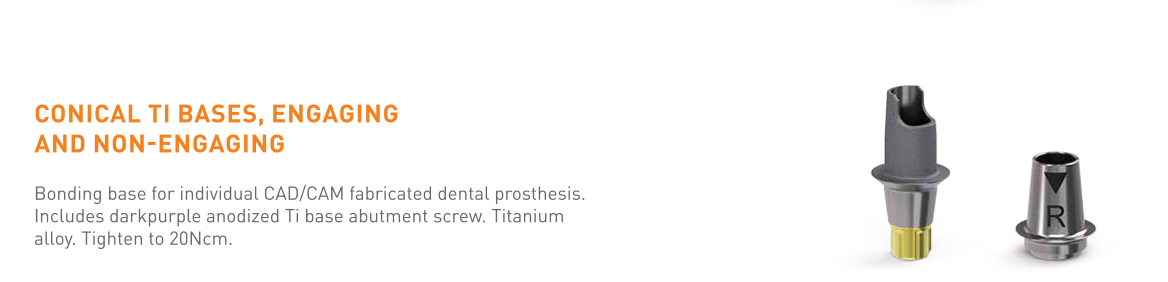 CONICAL TI BASES, ENGAGING
AND NON-ENGAGING
Bonding base for individual CAD/CAM fabricated dental prosthesis.
Includes darkpurple anodized Ti base abutment screw. Titanium
alloy. Tighten to 20Ncm.
R